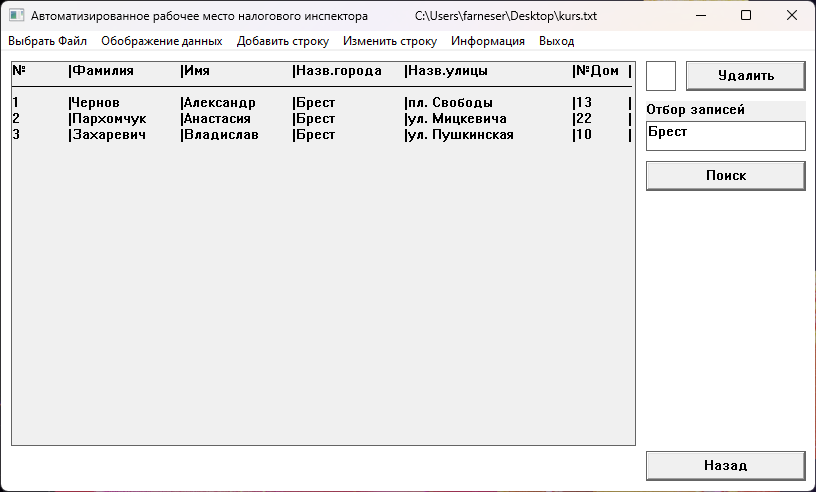 Автоматизированное рабочее место налогового инспектора C:\Users\farneser\Desktop\kurs.txt
Выбрать Файл Обображение данных Добавить строку Изменить строку Информация Выход
№ |Фамилия |Имя |Назв.города |Назв.улицы |№Дом |
1 |Чернов |Александр |Брест |пл. Свободы |13 |
2 |Пархомчук |Анастасия |Брест |ул. Мицкевича |22 |
3 |Захаревич |Владислав |Брест |ул. Пушкинская |10 |
Удалить
Отбор записей
Брест
Поиск
Назад